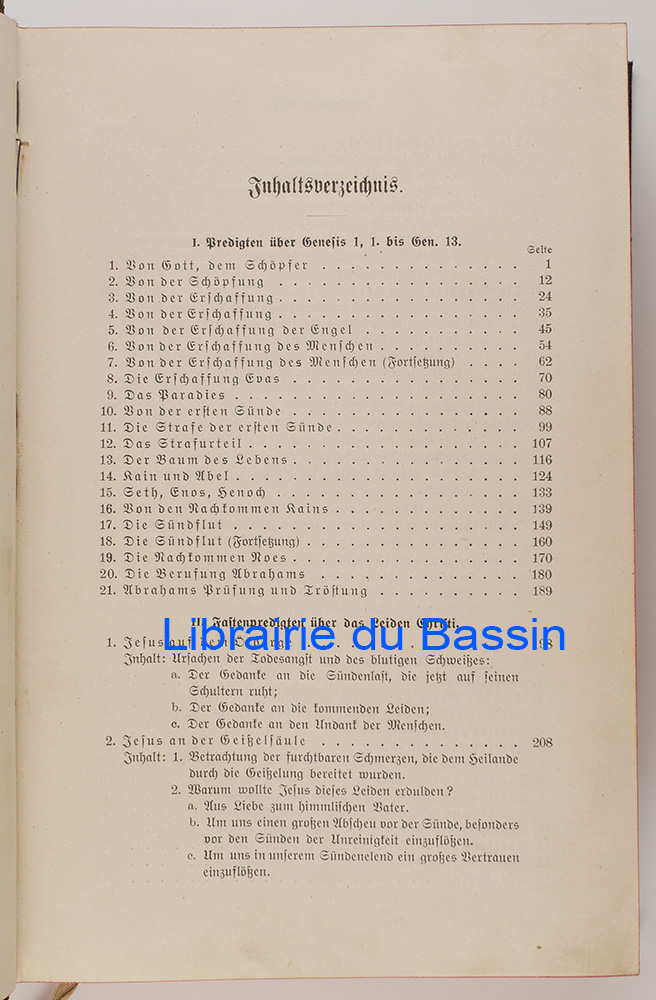 Inhaltsverzeichnis.
I. Predigten über Genesis 1, 1. bis Gen. 13.
Seite
1. Von Gott, dem Schöpfer . . . . . . . . . . . . . . 1
2. Von der Schöpfung . . . . . . . . . . . . . . . . 12
3. Von der Erschaffung . . . . . . . . . . . . . . . . 24
4. Von der Erschaffung . . . . . . . . . . . . . . . . 35
5. Von der Erschaffung der Engel . . . . . . . . . . . 45
6. Von der Erschaffung des Menschen . . . . . . . . . . 54
7. Von der Erschaffung des Menschen (Fortsetzung) . . . . 62
8. Die Erschaffung Evas . . . . . . . . . . . . . . . . 70
9. Das Paradies . . . . . . . . . . . . . . . . . . . 80
10. Von der ersten Sünde . . . . . . . . . . . . . . . 88
11. Die Strafe der ersten Sünde . . . . . . . . . . . . . 99
12. Das Strafurteil . . . . . . . . . . . . . . . . . . 107
13. Der Baum des Lebens . . . . . . . . . . . . . . . . 116
14. Kain und Abel . . . . . . . . . . . . . . . . . . . 124
15. Seth, Enos, Henoch . . . . . . . . . . . . . . . . . 133
16. Von den Nachkommen Kains . . . . . . . . . . . . . 139
17. Die Sündflut . . . . . . . . . . . . . . . . . . . 149
18. Die Sündflut (Fortsetzung) . . . . . . . . . . . . . . 160
19. Die Nachkommen Noes . . . . . . . . . . . . . . . . 170
20. Die Berufung Abrahams . . . . . . . . . . . . . . 180
21. Abrahams Prüfung und Tröstung . . . . . . . . . . 189
II. Fastenpredigten über das Leiden Christi.
Librairie du Bassin
1. Jesus auf dem Ölberge . . . . . . . . . . . . . . 198
Inhalt: Ursachen der Todesangst und des blutigen Schweißes:
a. Der Gedanke an die Sündenlast, die jetzt auf seinen
Schultern ruht;
b. Der Gedanke an die kommenden Leiden;
c. Der Gedanke an den Undank der Menschen.
2. Jesus an der Geißelsäule . . . . . . . . . . . . . . 208
Inhalt: 1. Betrachtung der furchtbaren Schmerzen, die dem Heilande
durch die Geißelung bereitet wurden.
2. Warum wollte Jesus dieses Leiden erdulden?
a. Aus Liebe zum himmlischen Vater.
b. Um uns einen großen Abscheu vor der Sünde, besonders
vor den Sünden der Unreinigkeit einzuflößen.
c. Um uns in unserem Sündenelend ein großes Vertrauen
einzuflößen.